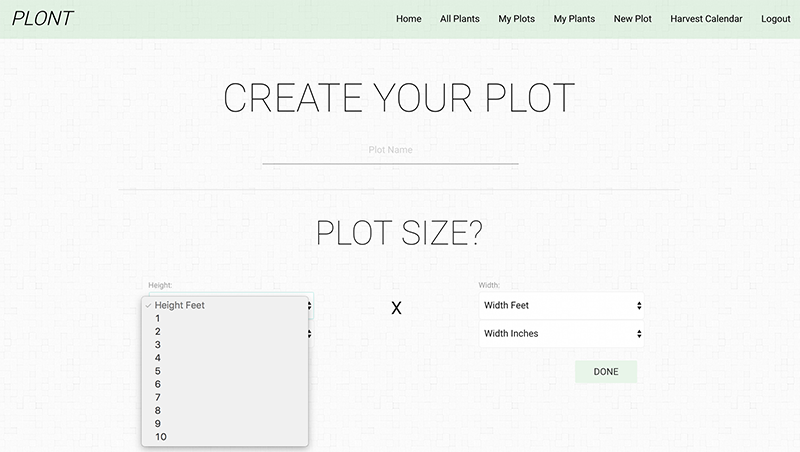 PLONT
Home All Plants My Plots My Plants New Plot Harvest Calendar Logout
CREATE YOUR PLOT
Plot Name
PLOT SIZE?
Height:
✓ Height Feet
1
2
3
4
5
6
7
8
9
10
X
Width:
Width Feet
Width Inches
DONE